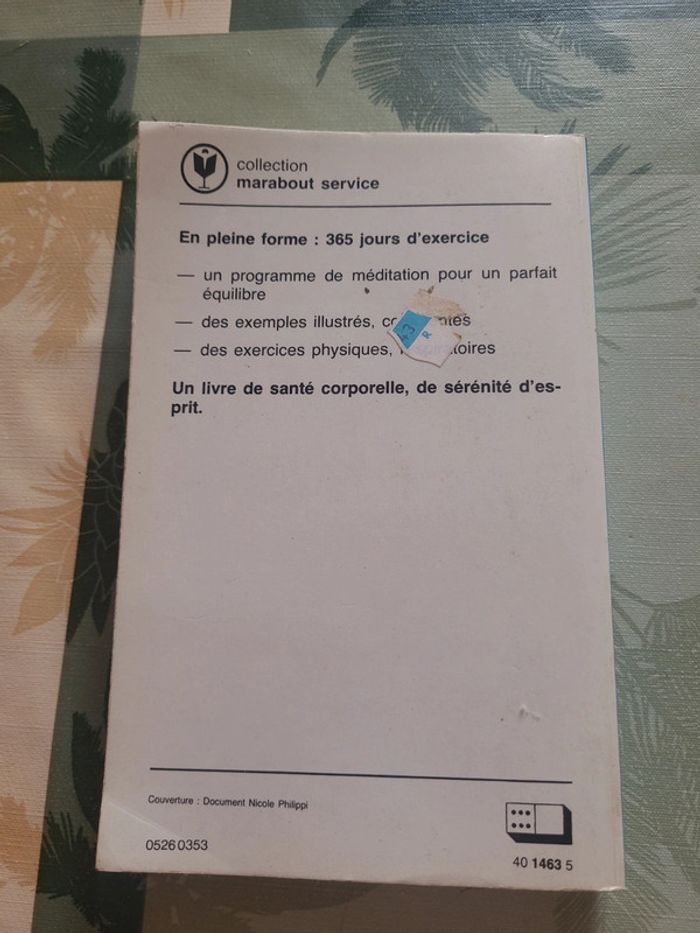 collection
marabout service
En pleine forme : 365 jours d'exercice
— un programme de méditation pour un parfait
équilibre
— des exemples illustrés,
— des exercices physiques,
Un livre de santé corporelle, de sérénité d'es-
prit.
Couverture : Document Nicole Philippi
05260353
40 1463 5